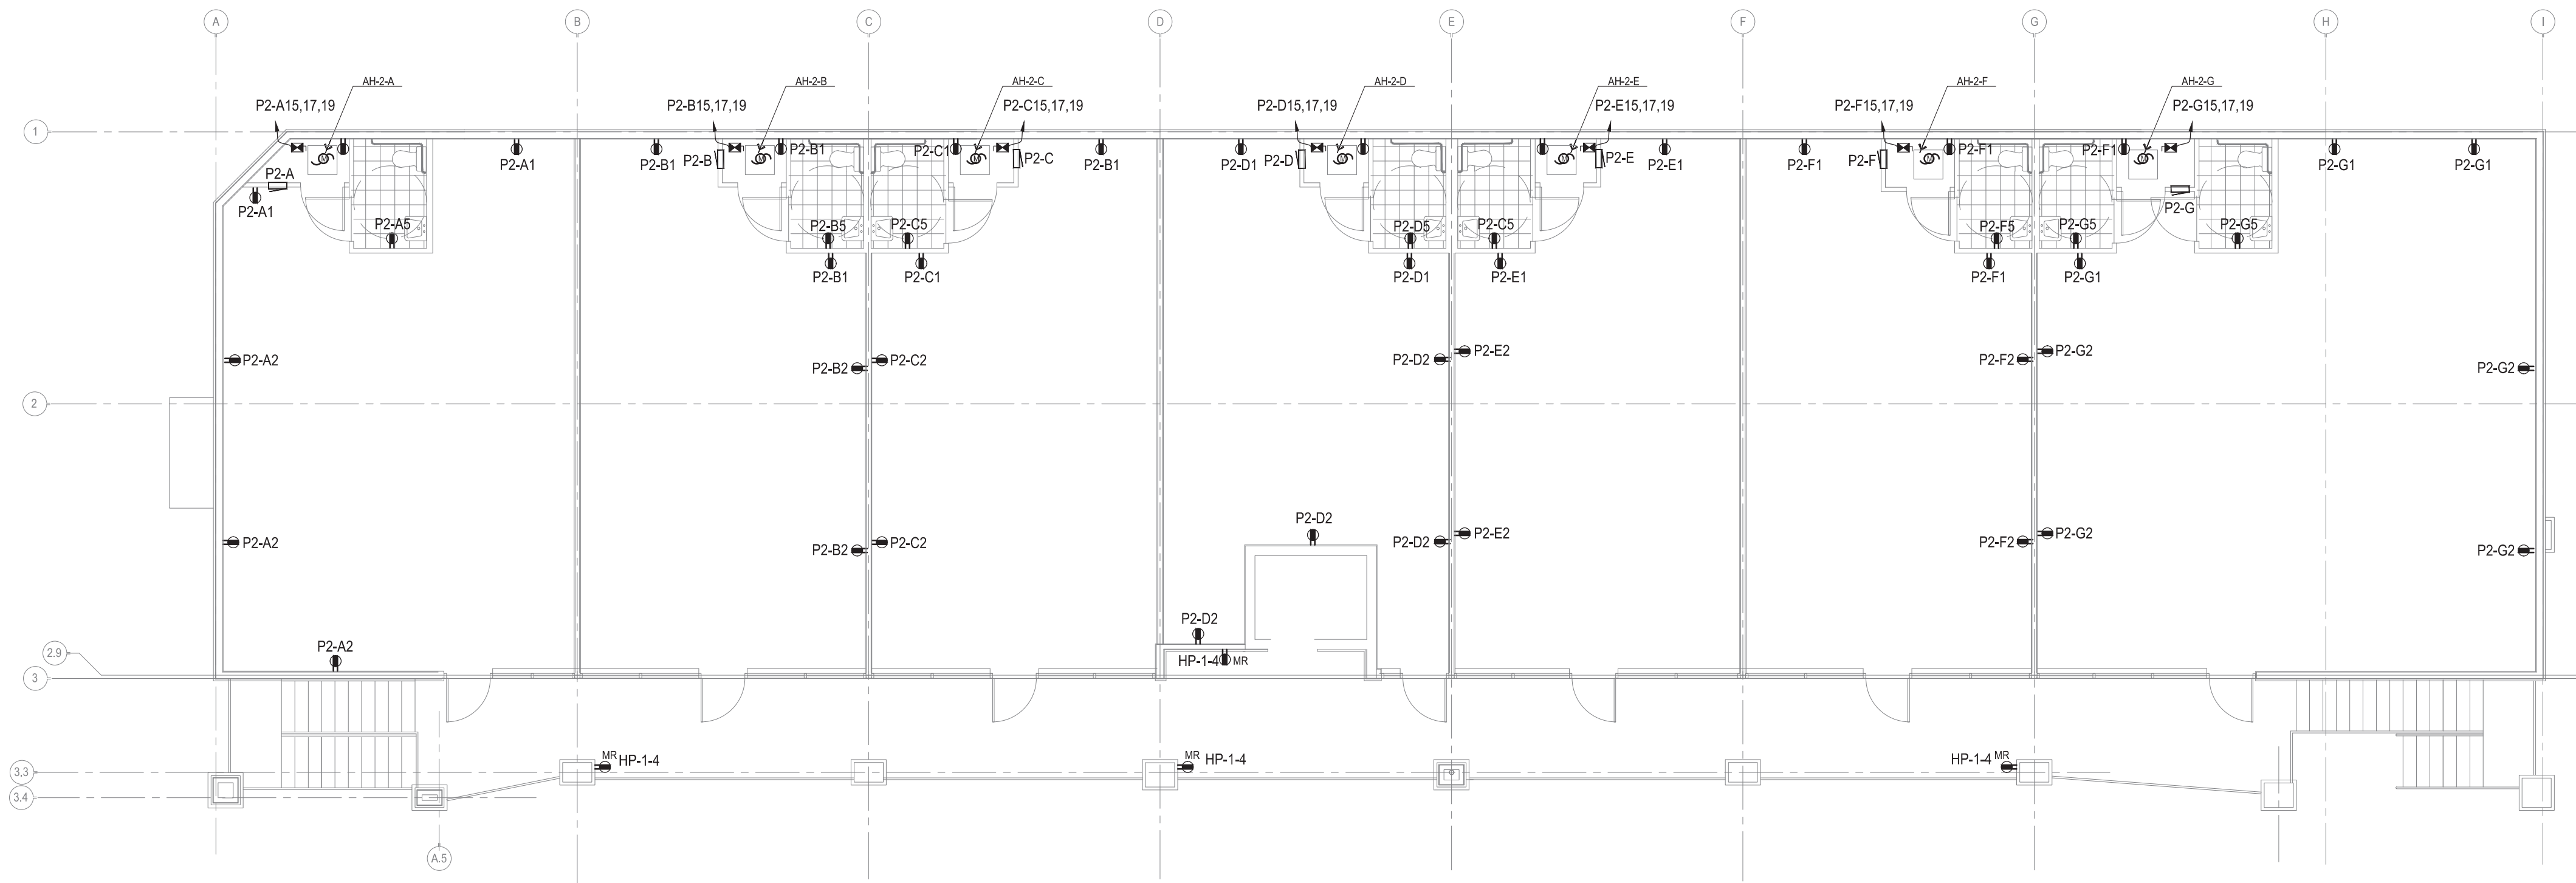 A B C D E F G H I
AH-2-A AH-2-B AH-2-C AH-2-D AH-2-E AH-2-F AH-2-G
P2-A15,17,19 P2-B15,17,19 P2-C15,17,19 P2-D15,17,19 P2-E15,17,19 P2-F15,17,19 P2-G15,17,19
1
P2-A1 P2-B1 P2-B P2-B1 P2-C1 P2-C P2-B1 P2-D1 P2-D P2-E P2-E1 P2-F1 P2-F P2-F1 P2-F1 P2-G1 P2-G1
P2-A
P2-A1 P2-G
P2-A5 P2-B5 P2-C5 P2-D5 P2-C5 P2-F5 P2-G5 P2-G5
P2-B1 P2-C1 P2-D1 P2-E1 P2-F1 P2-G1
P2-A2 P2-B2 P2-C2 P2-D2 P2-E2 P2-F2 P2-G2 P2-G2
2
P2-D2
P2-A2 P2-B2 P2-C2 P2-D2 P2-E2 P2-F2 P2-G2 P2-G2
P2-D2
P2-A2
2.9
HP-1-4 MR
3
MR HP-1-4 MR HP-1-4 HP-1-4 MR
3.3
3.4
A.5